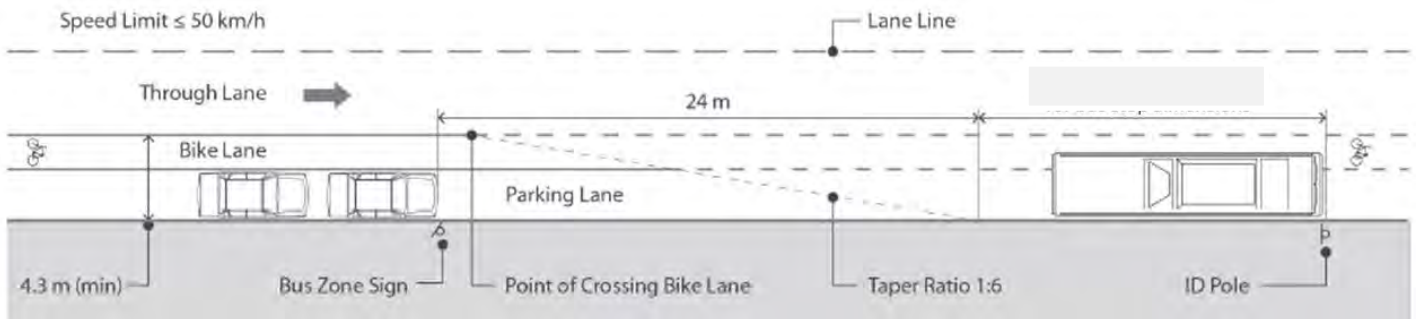 Speed Limit ≤ 50 km/h
Lane Line
Through Lane
24 m
Bike Lane
Parking Lane
4.3 m (min)
Bus Zone Sign
Point of Crossing Bike Lane
Taper Ratio 1:6
ID Pole